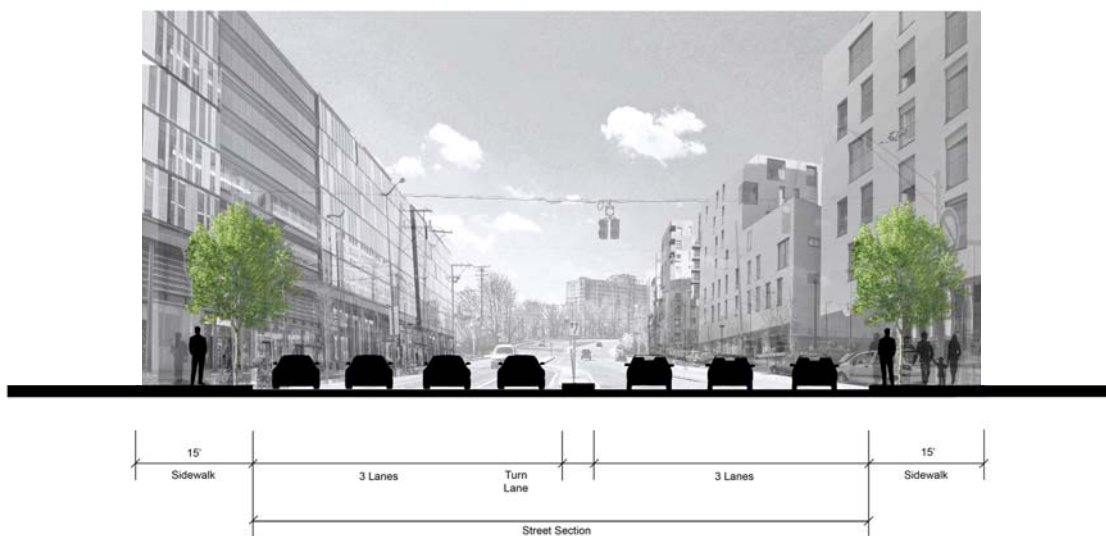 15'
15'
Sidewalk
3 Lanes
Turn
Lane
3 Lanes
Sidewalk
Street Section